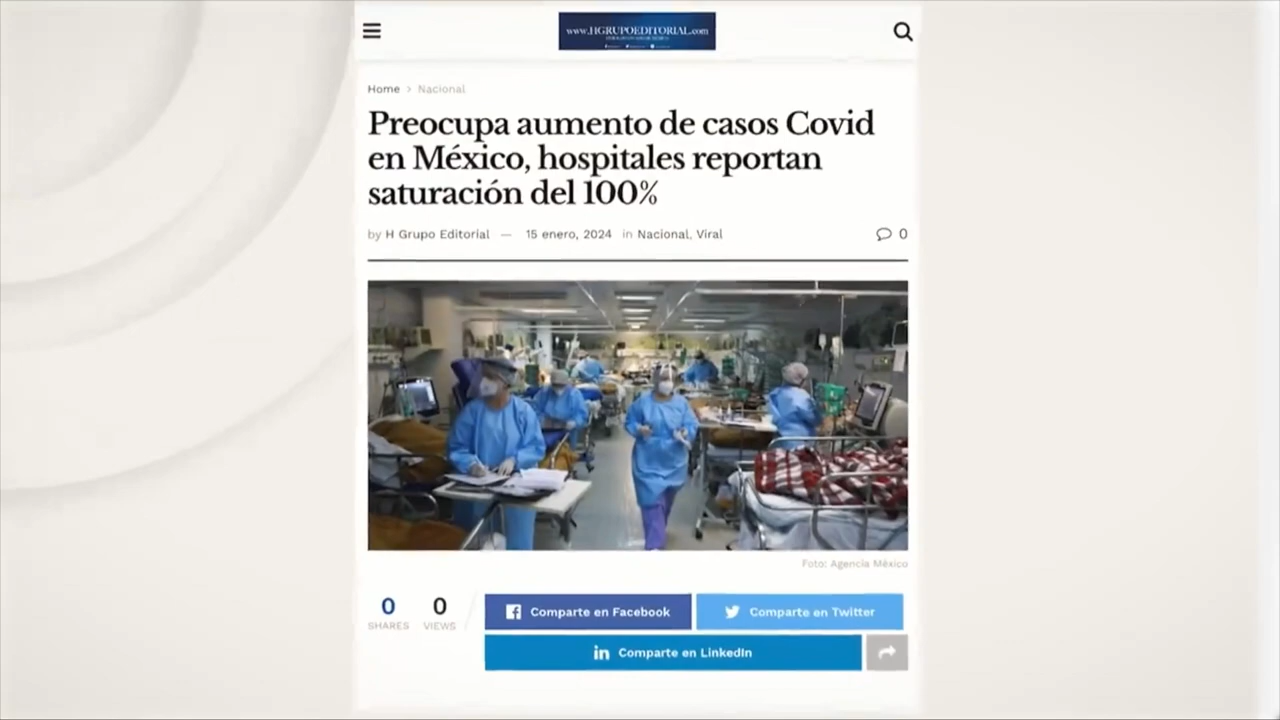 www.HGRUPOEDITORIAL.com
Home > Nacional
Preocupa aumento de casos Covid
en México, hospitales reportan
saturación del 100%
by H Grupo Editorial — 15 enero, 2024 in Nacional, Viral
0
Foto: Agencia México
0
SHARES
0
VIEWS
Comparte en Facebook
Comparte en Twitter
Comparte en LinkedIn